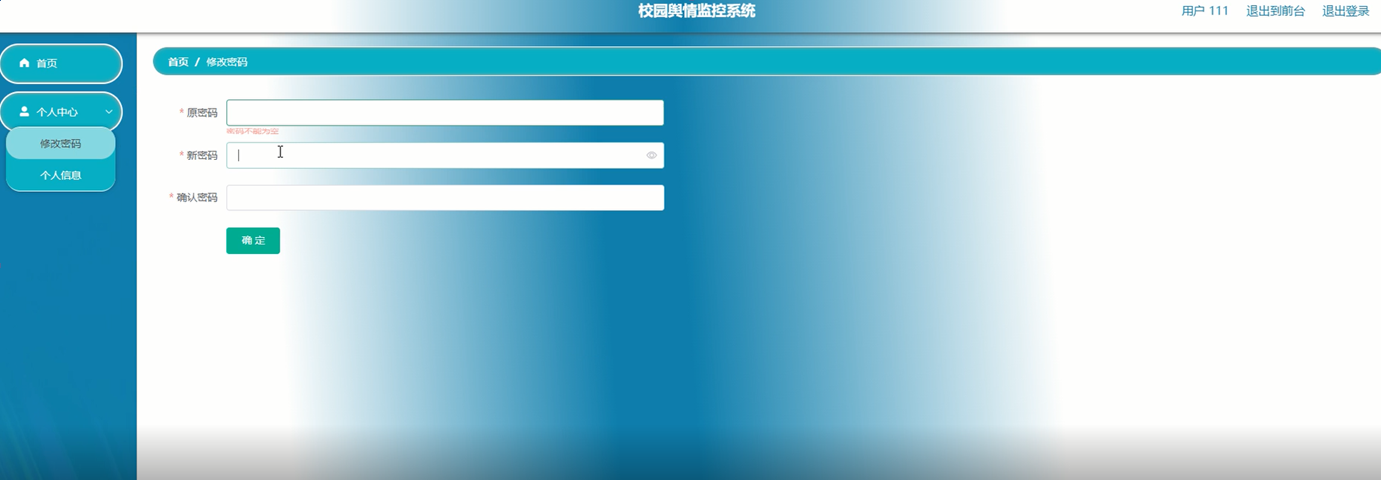 校园舆情监控系统
用户 111 退出到前台 退出登录
首页
个人中心
修改密码
个人信息
首页 / 修改密码
* 原密码
密码不能为空
* 新密码
* 确认密码
确 定